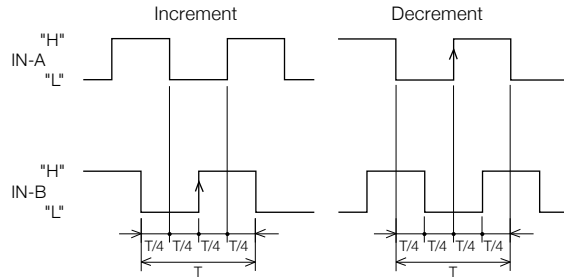 Increment Decrement
"H"
IN-A
"L"
"H"
IN-B
"L"
T/4 T/4 T/4 T/4 T/4 T/4 T/4 T/4
T T